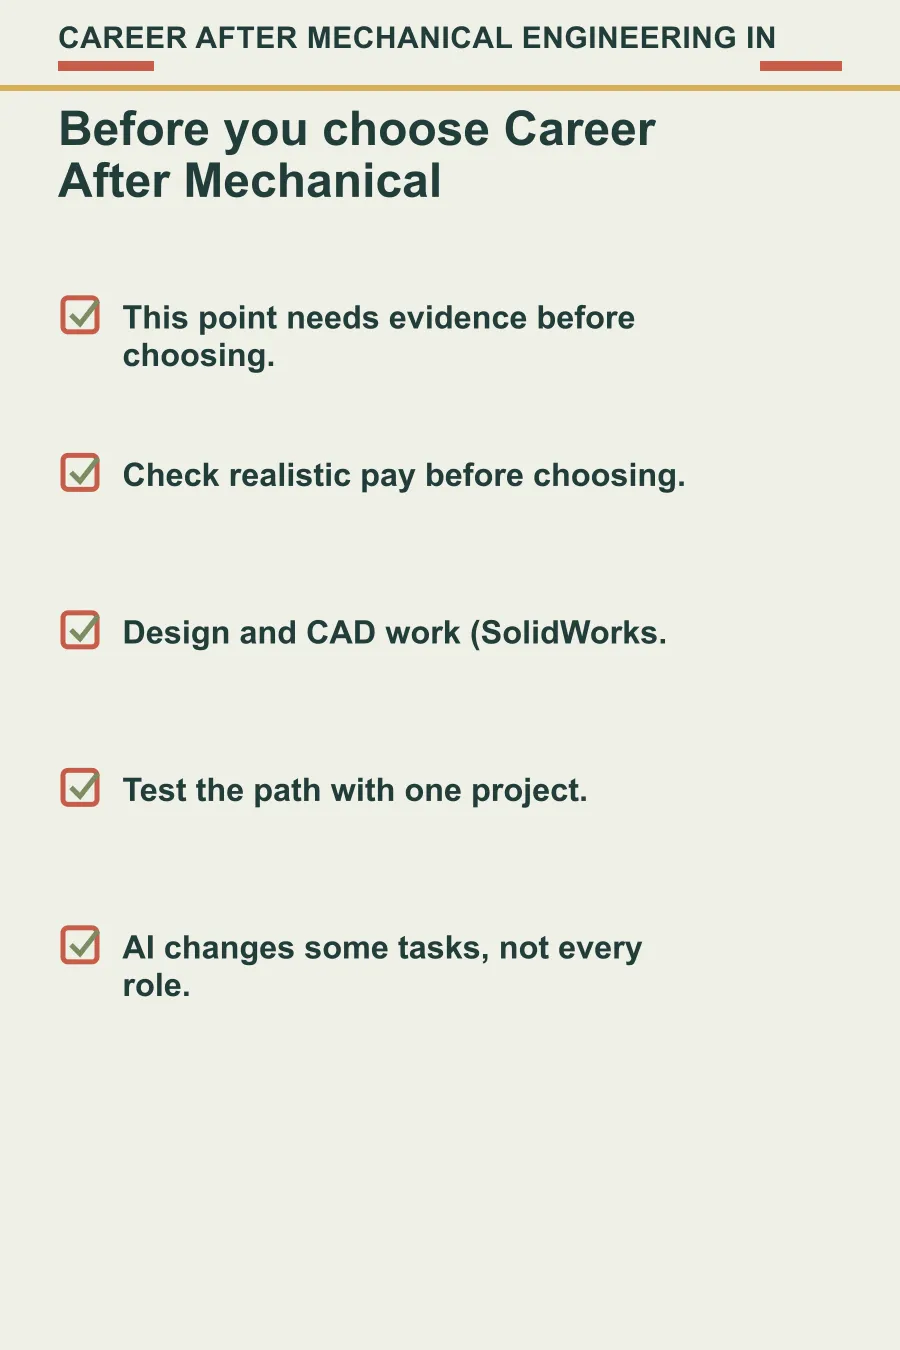 CAREER AFTER MECHANICAL ENGINEERING IN
Before you choose Career
After Mechanical
This point needs evidence before
choosing.
Check realistic pay before choosing.
Design and CAD work (SolidWorks.
Test the path with one project.
AI changes some tasks, not every
role.